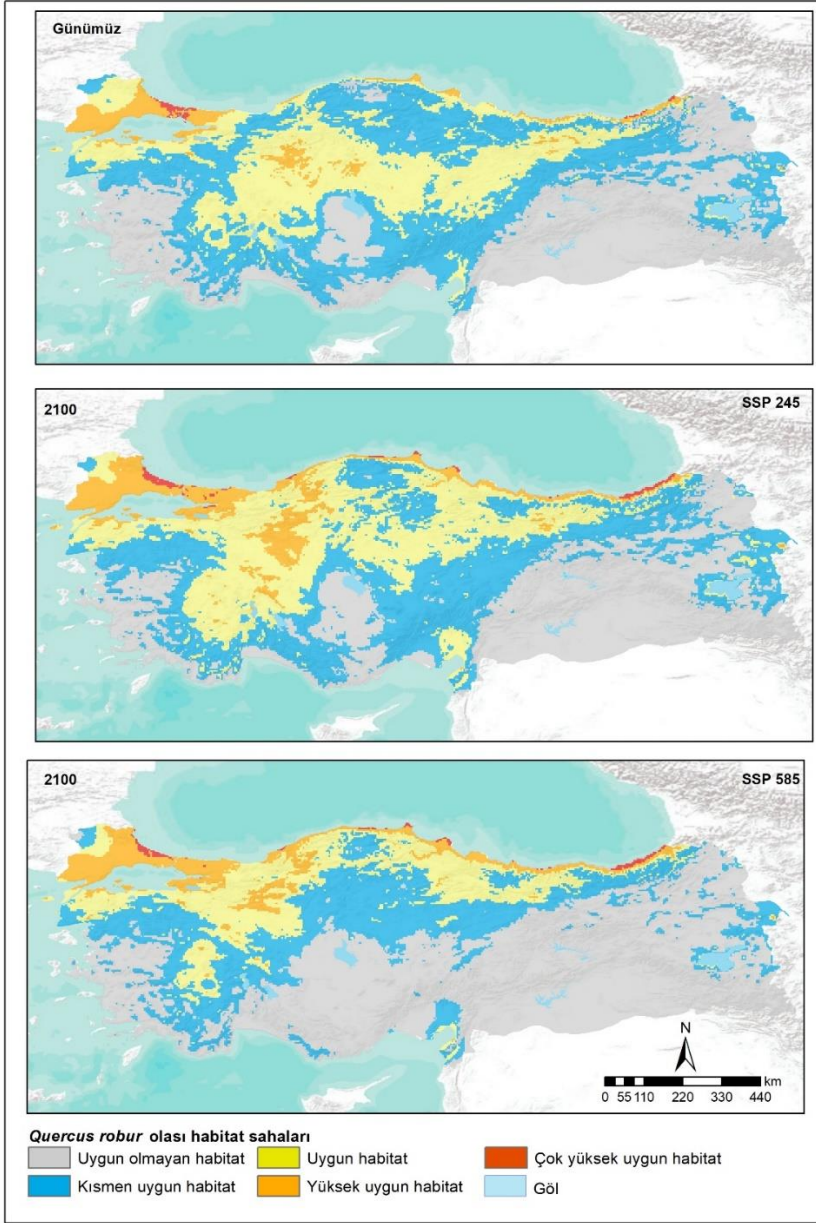 Günümüz
2100
SSP 245
2100
SSP 585
N
km
0 55 110 220 330 440
Quercus robur olası habitat sahaları
Uygun olmayan habitat
Uygun habitat
Çok yüksek uygun habitat
Kısmen uygun habitat
Yüksek uygun habitat
Göl